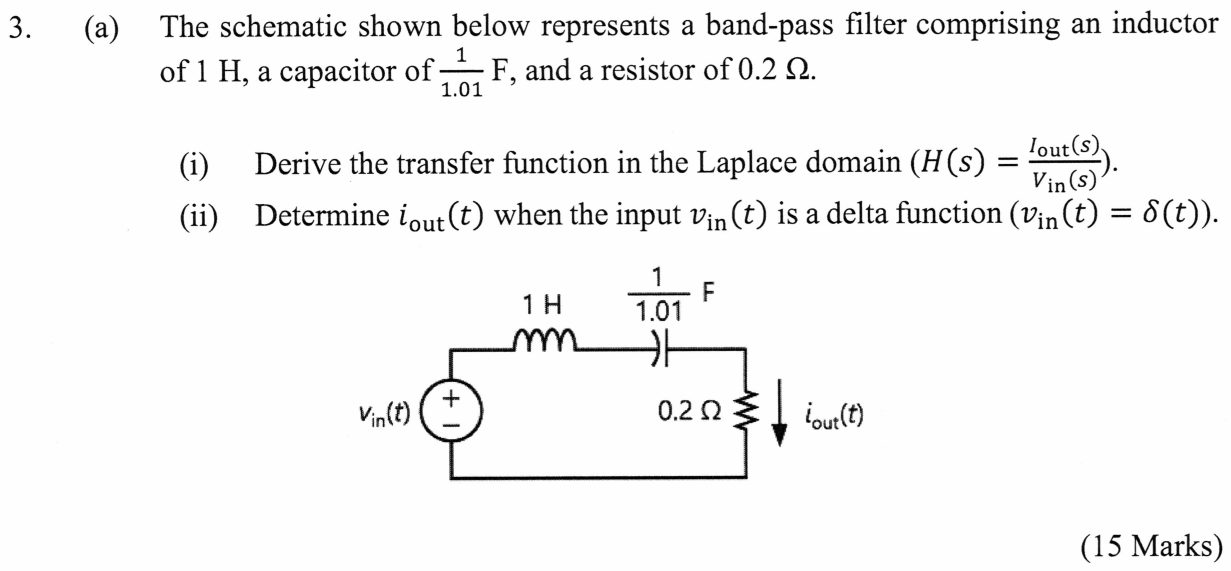 3. (a) The schematic shown below represents a band-pass filter comprising an inductor
of 1 H, a capacitor of 1/1.01 F, and a resistor of 0.2 Ω.
(i) Derive the transfer function in the Laplace domain (H(s) = I_out(s)/V_in(s)).
(ii) Determine i_out(t) when the input v_in(t) is a delta function (v_in(t) = δ(t)).
1 H
1/1.01 F
v_in(t)
+
−
0.2 Ω
i_out(t)
(15 Marks)